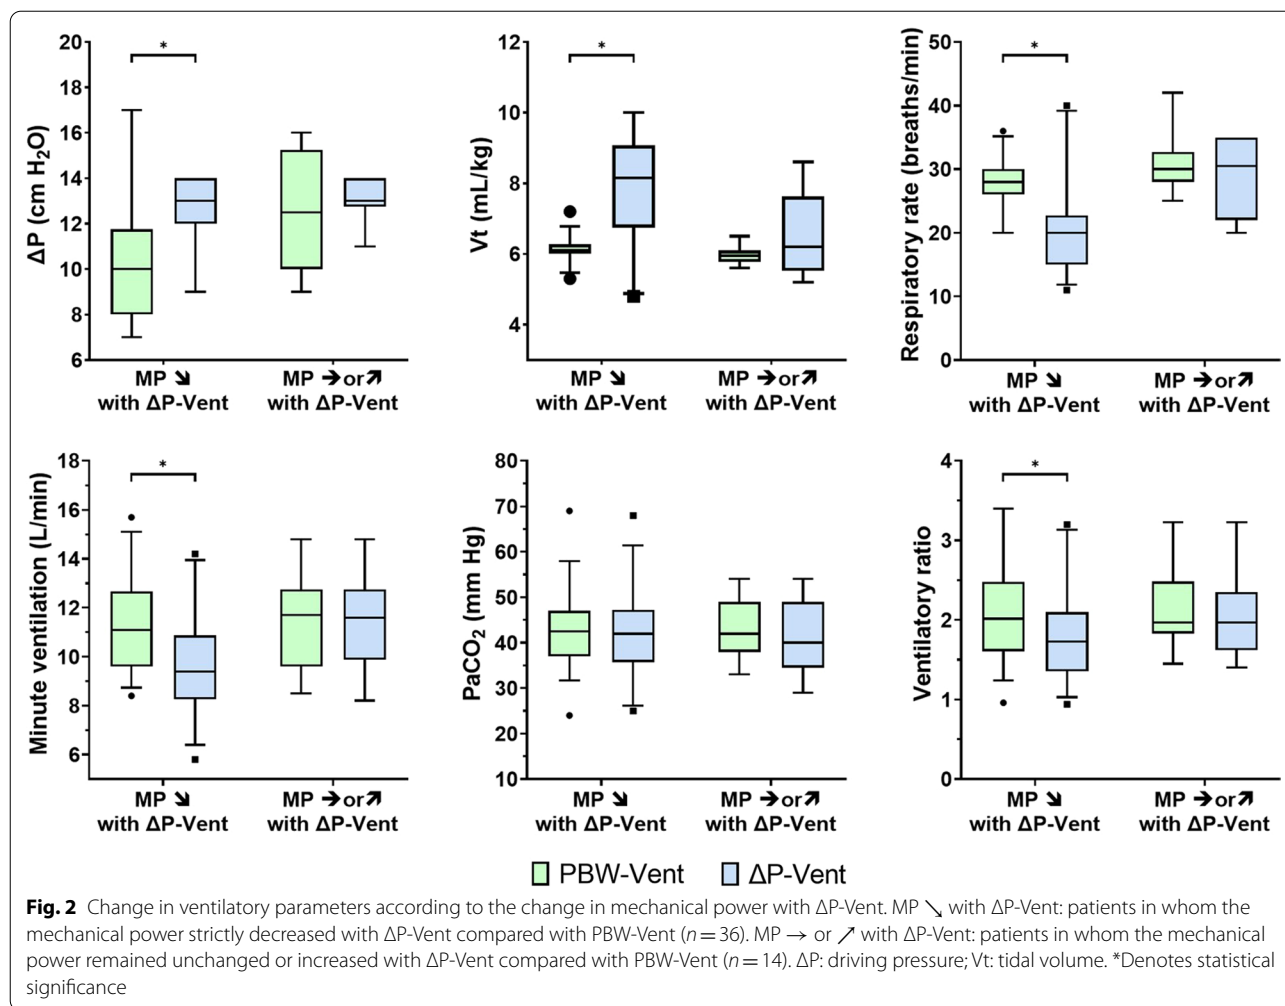 20
18
16
14
12
10
8
6
ΔP (cm H₂O)
*
MP ↘
with ΔP-Vent
MP ➔or↗
with ΔP-Vent
12
10
8
6
4
Vt (mL/kg)
*
MP ↘
with ΔP-Vent
MP ➔or↗
with ΔP-Vent
50
40
30
20
10
0
Respiratory rate (breaths/min)
*
MP ↘
with ΔP-Vent
MP ➔or↗
with ΔP-Vent
18
16
14
12
10
8
6
Minute ventilation (L/min)
*
MP ↘
with ΔP-Vent
MP ➔or↗
with ΔP-Vent
80
70
60
50
40
30
20
10
PaCO₂ (mm Hg)
MP ↘
with ΔP-Vent
MP ➔or↗
with ΔP-Vent
4
3
2
1
0
Ventilatory ratio
*
MP ↘
with ΔP-Vent
MP ➔or↗
with ΔP-Vent
PBW-Vent ΔP-Vent
Fig. 2 Change in ventilatory parameters according to the change in mechanical power with ΔP-Vent. MP ↘ with ΔP-Vent: patients in whom the
mechanical power strictly decreased with ΔP-Vent compared with PBW-Vent (n = 36). MP → or ↗ with ΔP-Vent: patients in whom the mechanical
power remained unchanged or increased with ΔP-Vent compared with PBW-Vent (n = 14). ΔP: driving pressure; Vt: tidal volume. *Denotes statistical
significance